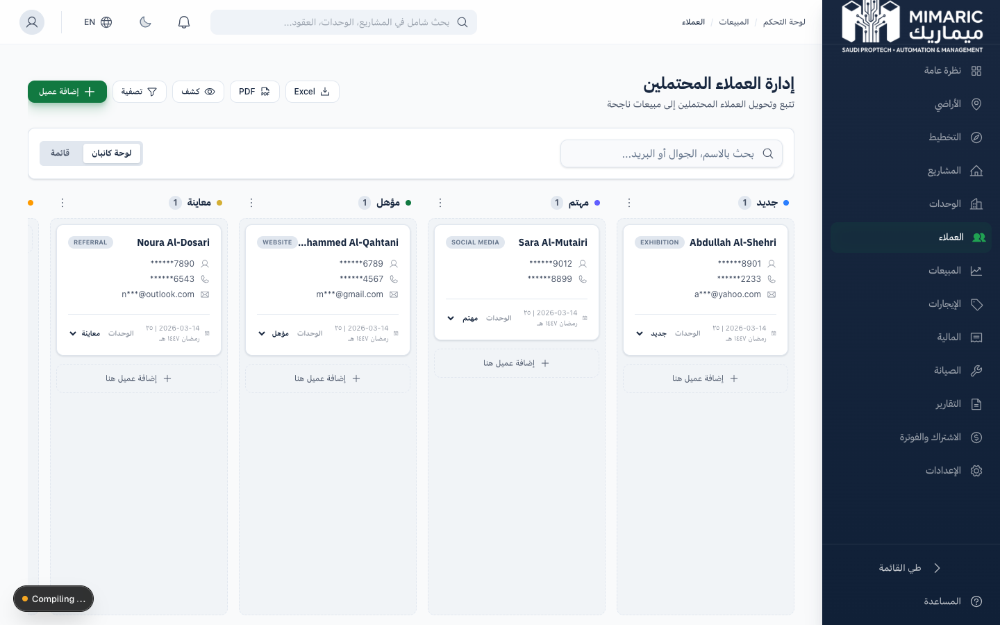 MIMARIC
ميماريك
SAUDI PROPTECH • AUTOMATION & MANAGEMENT
نظرة عامة
الأراضي
التخطيط
المشاريع
الوحدات
العملاء
المبيعات
الإيجارات
المالية
الصيانة
التقارير
الاشتراك والفوترة
الإعدادات
طي القائمة
المساعدة
لوحة التحكم / المبيعات / العملاء
بحث شامل في المشاريع، الوحدات، العقود...
EN
إدارة العملاء المحتملين
تتبع وتحويل العملاء المحتملين إلى مبيعات ناجحة
Excel
PDF
كشف
تصفية
إضافة عميل
بحث بالاسم، الجوال أو البريد...
لوحة كانبان
قائمة
جديد 1
Abdullah Al-Shehri
EXHIBITION
******8901
******2233
a***@yahoo.com
2026-03-14 | ٢٥
رمضان ١٤٤٧ هـ
الوحدات
جديد
إضافة عميل هنا
مهتم 1
Sara Al-Mutairi
SOCIAL MEDIA
******9012
******8899
2026-03-14 | ٢٥
رمضان ١٤٤٧ هـ
الوحدات
مهتم
إضافة عميل هنا
مؤهل 1
...hammed Al-Qahtani
WEBSITE
******6789
******4567
m***@gmail.com
2026-03-14 | ٢٥
رمضان ١٤٤٧ هـ
الوحدات
مؤهل
إضافة عميل هنا
معاينة 1
Noura Al-Dosari
REFERRAL
******7890
******6543
n***@outlook.com
2026-03-14 | ٢٥
رمضان ١٤٤٧ هـ
الوحدات
معاينة
إضافة عميل هنا
Compiling ...